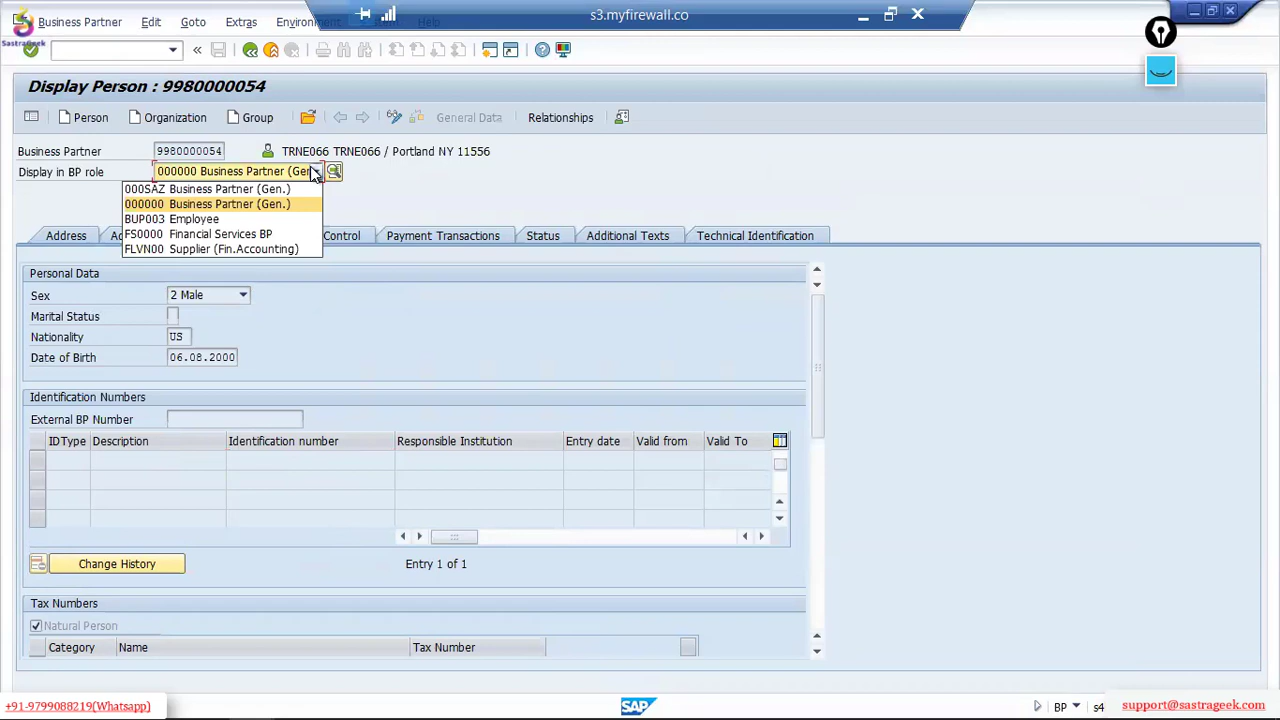 s3.myfirewall.co
Business Partner Edit Goto Extras Environment Help
SastraGeek
Display Person : 9980000054
Person Organization Group General Data Relationships
Business Partner 9980000054 TRNE066 TRNE066 / Portland NY 11556
Display in BP role 000000 Business Partner (Gen
000SAZ Business Partner (Gen.)
000000 Business Partner (Gen.)
BUP003 Employee
FS0000 Financial Services BP
FLVN00 Supplier (Fin.Accounting)
Address Ad Control Payment Transactions Status Additional Texts Technical Identification
Personal Data
Sex 2 Male
Marital Status
Nationality US
Date of Birth 06.08.2000
Identification Numbers
External BP Number
IDType Description Identification number Responsible Institution Entry date Valid from Valid To
Change History Entry 1 of 1
Tax Numbers
Natural Person
Category Name Tax Number
+91-9799088219(Whatsapp) SAP BP s4 support@sastrageek.com